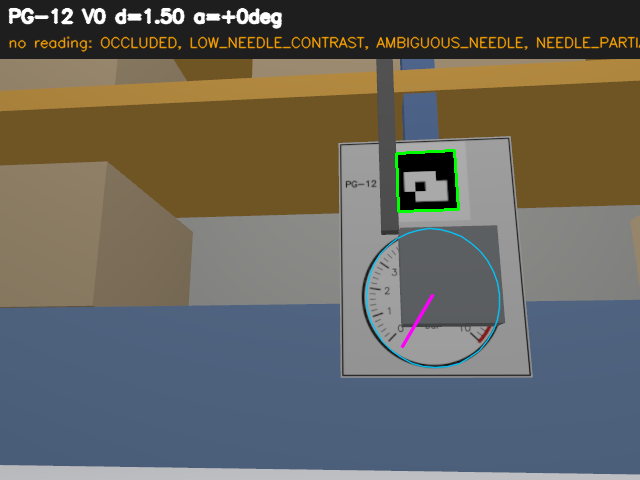 PG-12 V0 d=1.50 a=+0deg
no reading: OCCLUDED, LOW_NEEDLE_CONTRAST, AMBIGUOUS_NEEDLE, NEEDLE_PARTI
PG-12
3
2
1
0
10